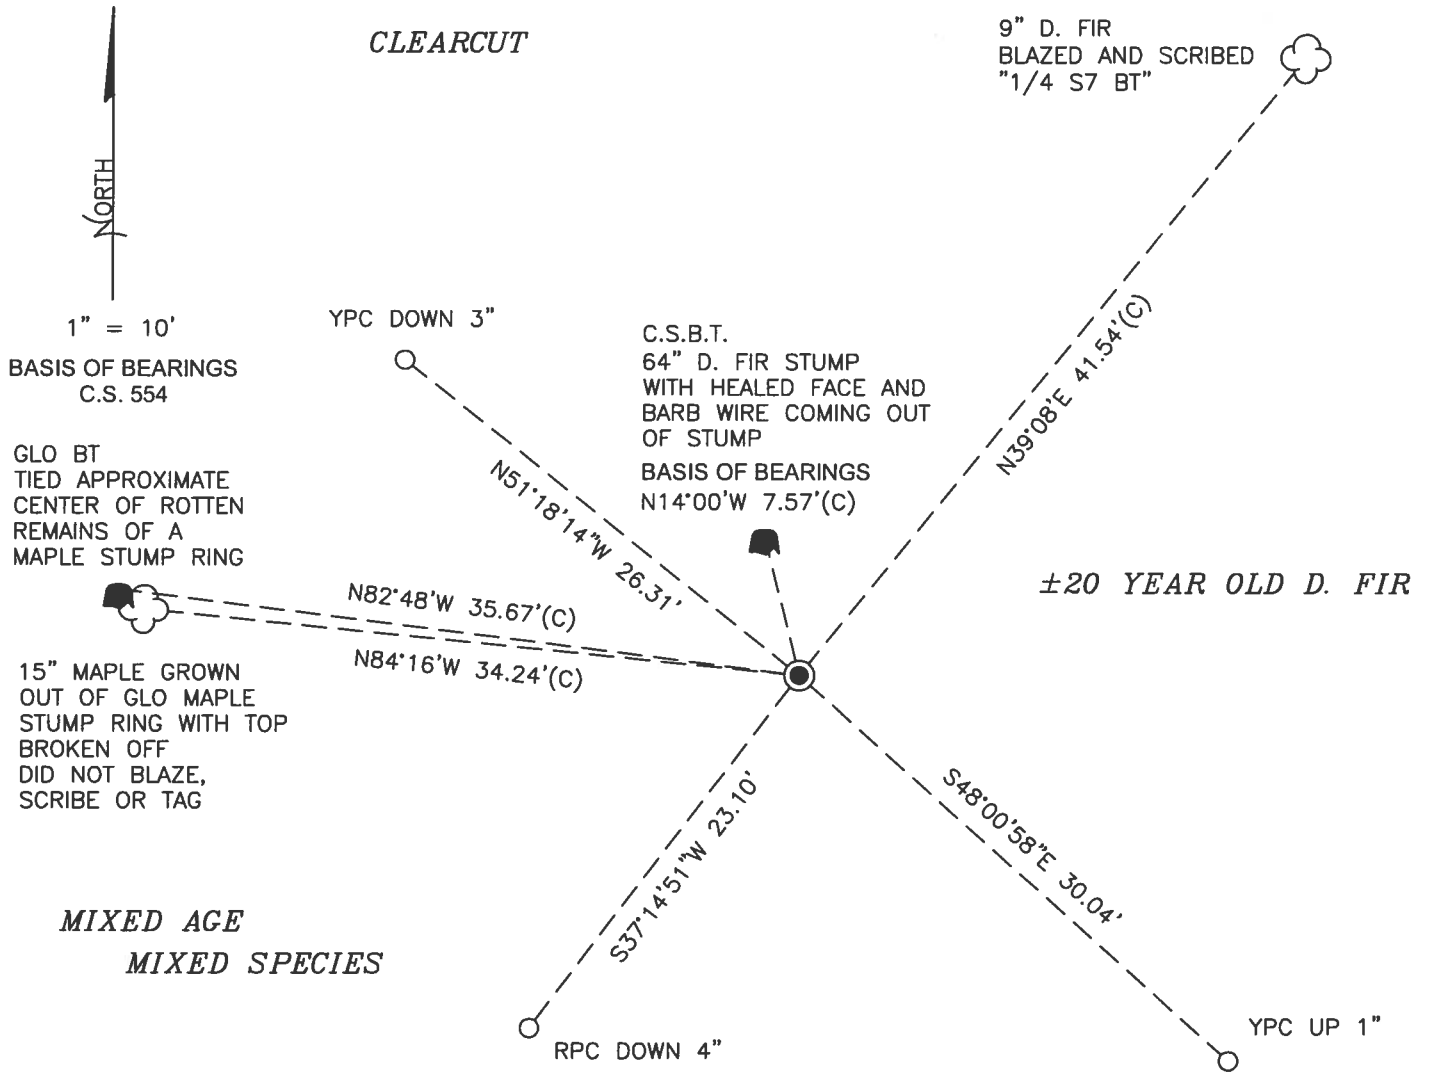 CLEARCUT
9" D. FIR
BLAZED AND SCRIBED
"1/4 S7 BT"
NORTH
1" = 10'
BASIS OF BEARINGS
C.S. 554
YPC DOWN 3"
C.S.B.T.
64" D. FIR STUMP
WITH HEALED FACE AND
BARB WIRE COMING OUT
OF STUMP
BASIS OF BEARINGS
N14°00'W 7.57'(C)
N39°08'E 41.54'(C)
GLO BT
TIED APPROXIMATE
CENTER OF ROTTEN
REMAINS OF A
MAPLE STUMP RING
N51°18'14"W 26.31'
±20 YEAR OLD D. FIR
N82°48'W 35.67'(C)
N84°16'W 34.24'(C)
15" MAPLE GROWN
OUT OF GLO MAPLE
STUMP RING WITH TOP
BROKEN OFF
DID NOT BLAZE,
SCRIBE OR TAG
S37°14'51"W 23.10'
S48°00'58"E 30.04'
MIXED AGE
MIXED SPECIES
RPC DOWN 4"
YPC UP 1"